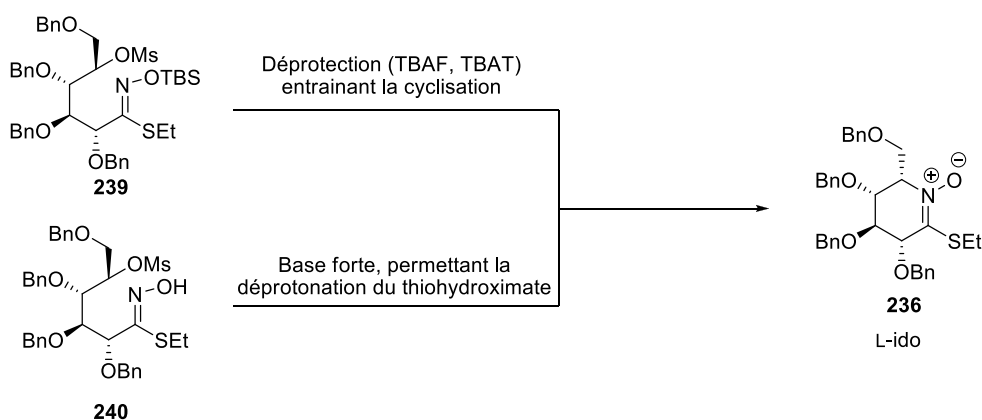 BnO
OMs
BnO
N
OTBS
BnO
SEt
OBn
239
Déprotection (TBAF, TBAT)
entrainant la cyclisation
BnO
OMs
BnO
N
OH
BnO
SEt
OBn
240
Base forte, permettant la
déprotonation du thiohydroximate
BnO
BnO
N
+
O
−
BnO
SEt
OBn
236
L-ido